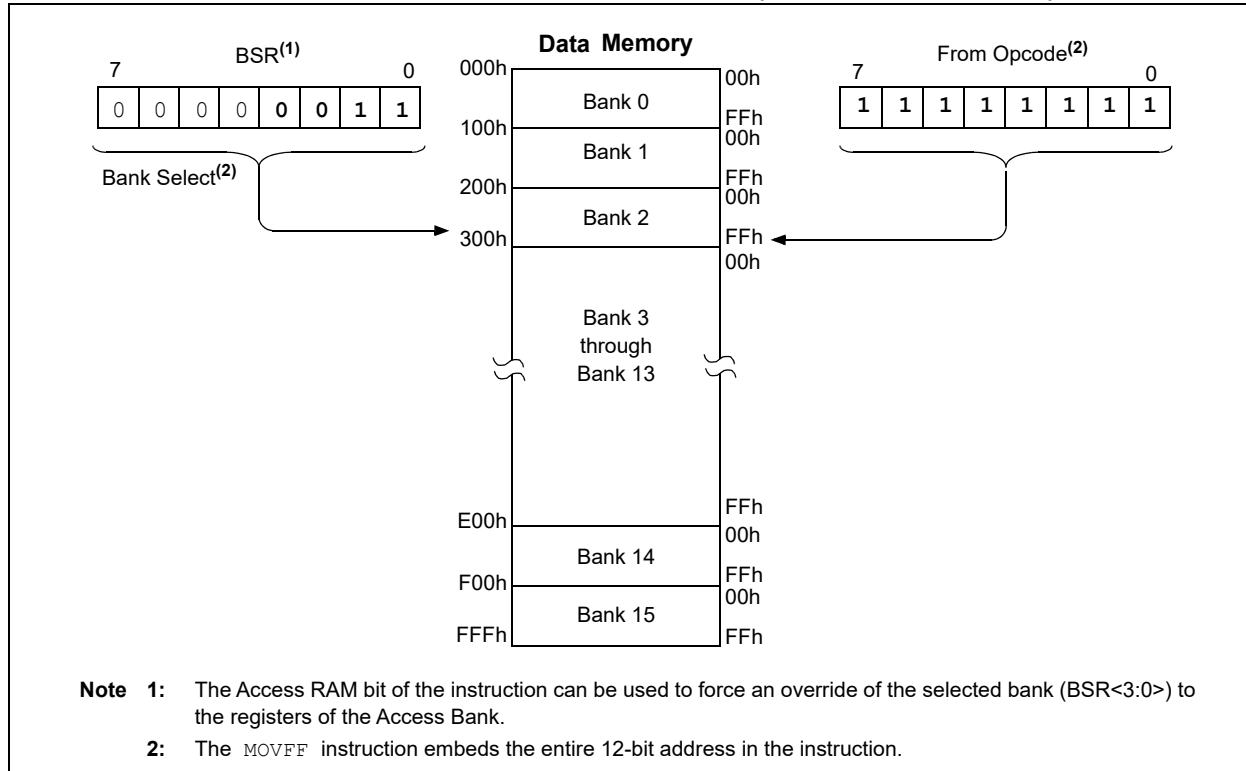 Data Memory
BSR(1)
7 0
0 0 0 0 0 0 1 1
Bank Select(2)
From Opcode(2)
7 0
1 1 1 1 1 1 1 1
000h
00h
Bank 0
FFh
100h
00h
Bank 1
FFh
200h
00h
Bank 2
FFh
300h
00h
Bank 3
through
Bank 13
FFh
E00h
00h
Bank 14
FFh
F00h
00h
Bank 15
FFFh
FFh
Note 1: The Access RAM bit of the instruction can be used to force an override of the selected bank (BSR<3:0>) to
the registers of the Access Bank.
2: The MOVFF instruction embeds the entire 12-bit address in the instruction.